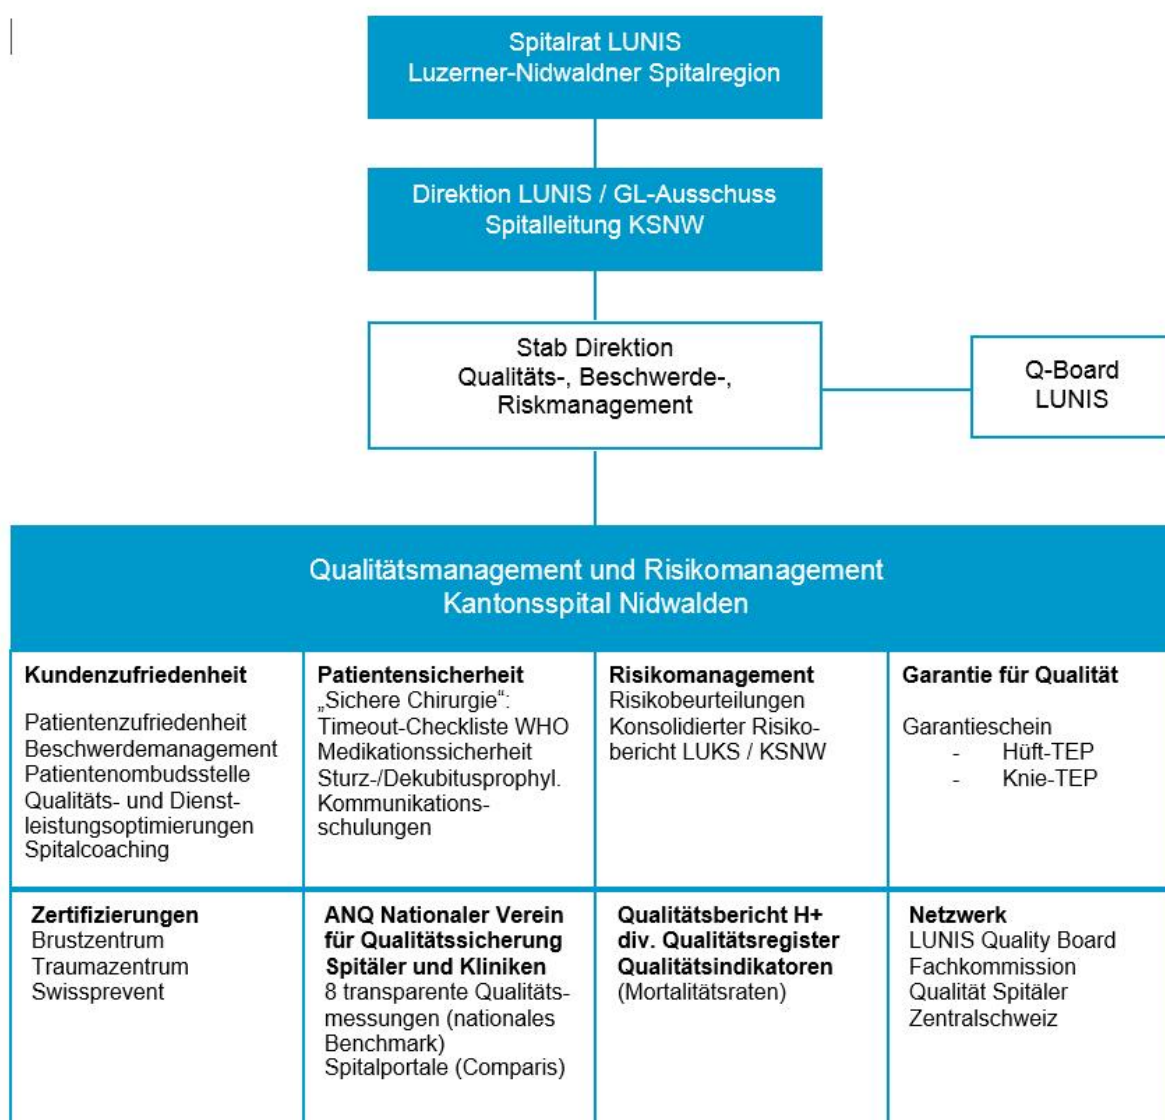 Spitalrat LUNIS
Luzerner-Nidwaldner Spitalregion
Direktion LUNIS / GL-Ausschuss
Spitalleitung KSNW
Stab Direktion
Qualitäts-, Beschwerde-,
Riskmanagement
Q-Board
LUNIS
Qualitätsmanagement und Risikomanagement
Kantonsspital Nidwalden
Kundenzufriedenheit
Patientenzufriedenheit
Beschwerdemanagement
Patientenombudsstelle
Qualitäts- und Dienst-
leistungsoptimierungen
Spitalcoaching
Patientensicherheit
„Sichere Chirurgie“:
Timeout-Checkliste WHO
Medikationssicherheit
Sturz-/Dekubitusprophyl.
Kommunikations-
schulungen
Risikomanagement
Risikobeurteilungen
Konsolidierter Risiko-
bericht LUKS / KSNW
Garantie für Qualität
Garantieschein
- Hüft-TEP
- Knie-TEP
Zertifizierungen
Brustzentrum
Traumazentrum
Swissprevent
ANQ Nationaler Verein
für Qualitätssicherung
Spitäler und Kliniken
8 transparente Qualitäts-
messungen (nationales
Benchmark)
Spitalportale (Comparis)
Qualitätsbericht H+
div. Qualitätsregister
Qualitätsindikatoren
(Mortalitätsraten)
Netzwerk
LUNIS Quality Board
Fachkommission
Qualität Spitäler
Zentralschweiz